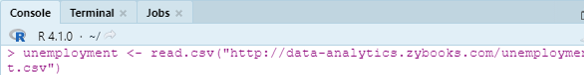 Console Terminal × Jobs ×
R R 4.1.0 · ~/
> unemployment <- read.csv("http://data-analytics.zybooks.com/unemploymen
t.csv")